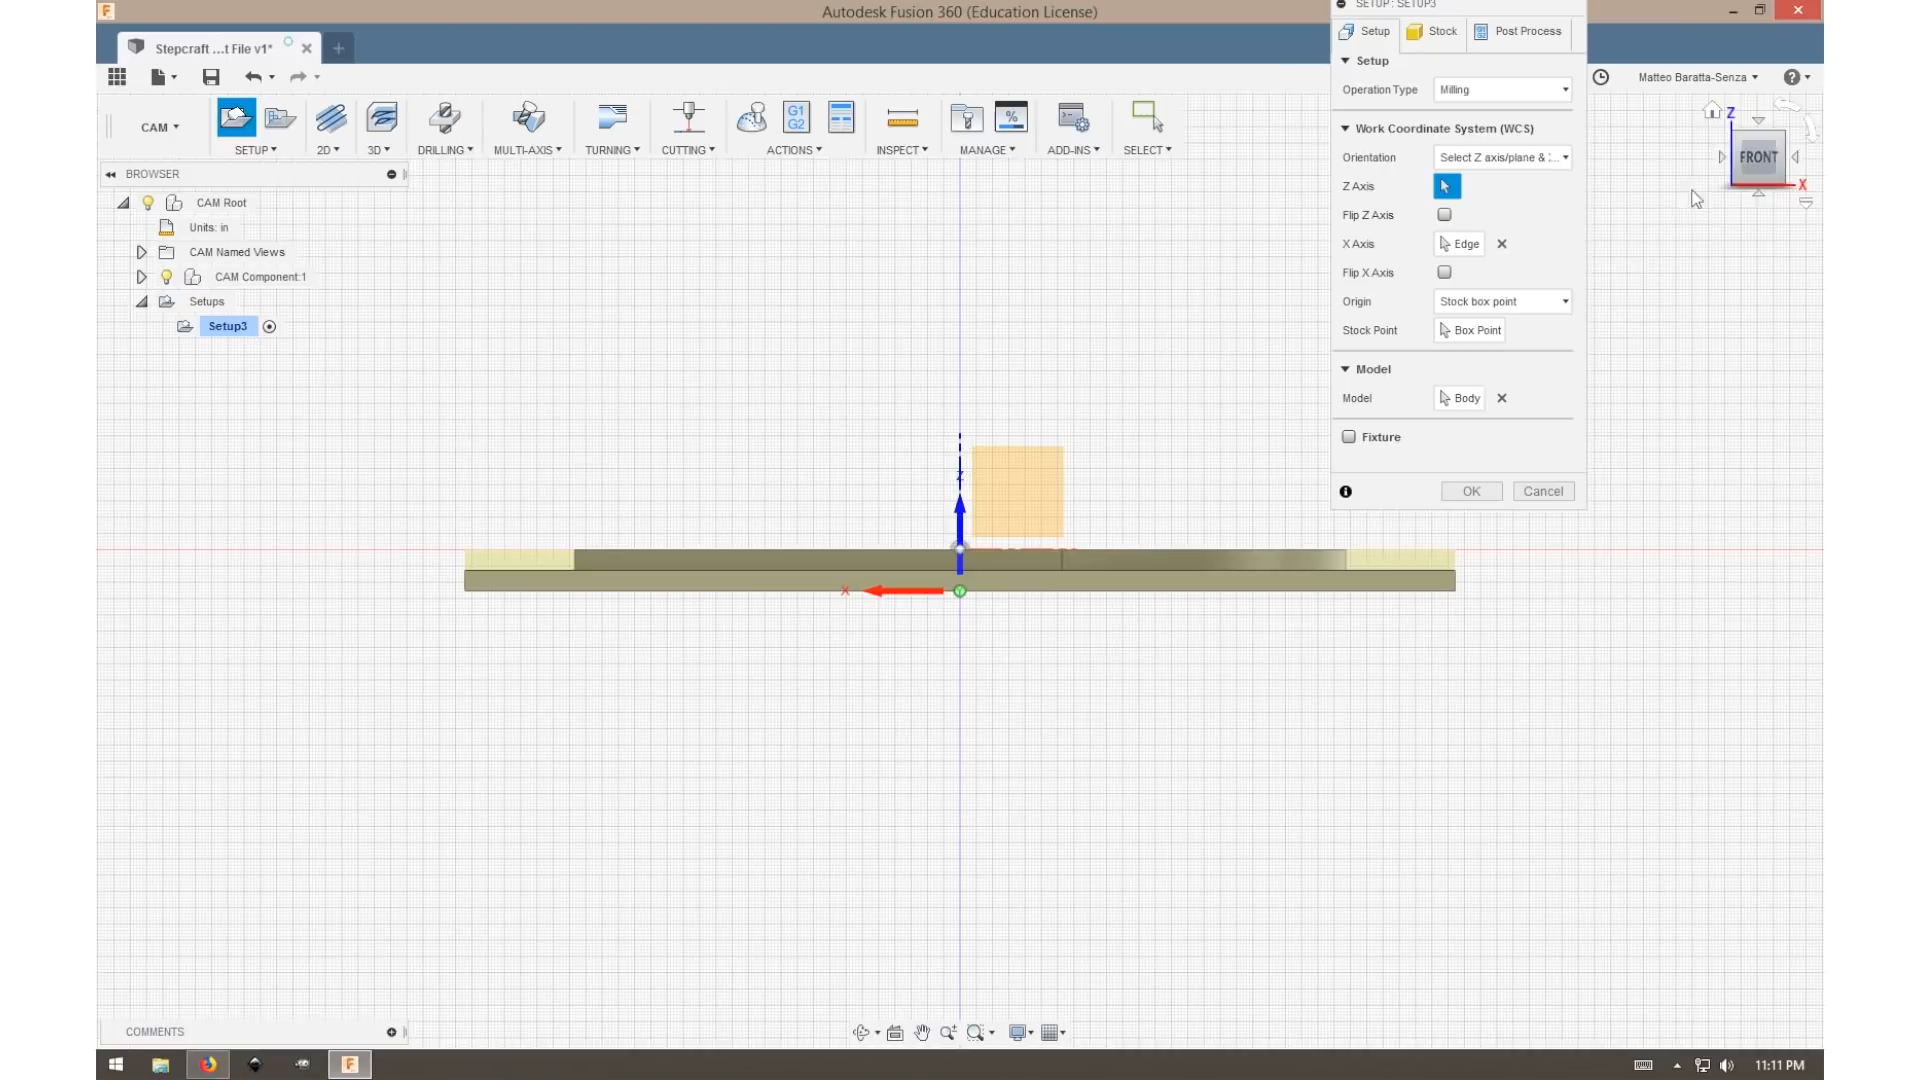 Autodesk Fusion 360 (Education License)
Stepcraft ...t File v1*
Matteo Baratta-Senza
CAM
SETUP
2D
3D
DRILLING
MULTI-AXIS
TURNING
CUTTING
G1
G2
ACTIONS
INSPECT
%
MANAGE
ADD-INS
SELECT
BROWSER
CAM Root
Units: in
CAM Named Views
CAM Component:1
Setups
Setup3
SETUP : SETUP3
Setup
Stock
Post Process
Setup
Operation Type
Milling
Work Coordinate System (WCS)
Orientation
Select Z axis/plane & ...
Z Axis
Flip Z Axis
X Axis
Edge
Flip X Axis
Origin
Stock box point
Stock Point
Box Point
Model
Model
Body
Fixture
OK
Cancel
Z
FRONT
X
Z
X
COMMENTS
11:11 PM